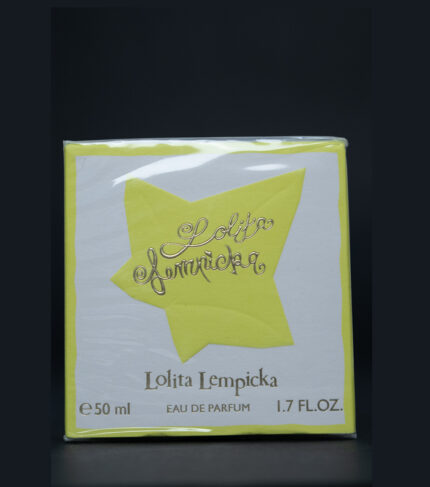 Lolita
Lempicka
Lolita Lempicka
℮50 ml EAU DE PARFUM 1.7 FL.OZ.